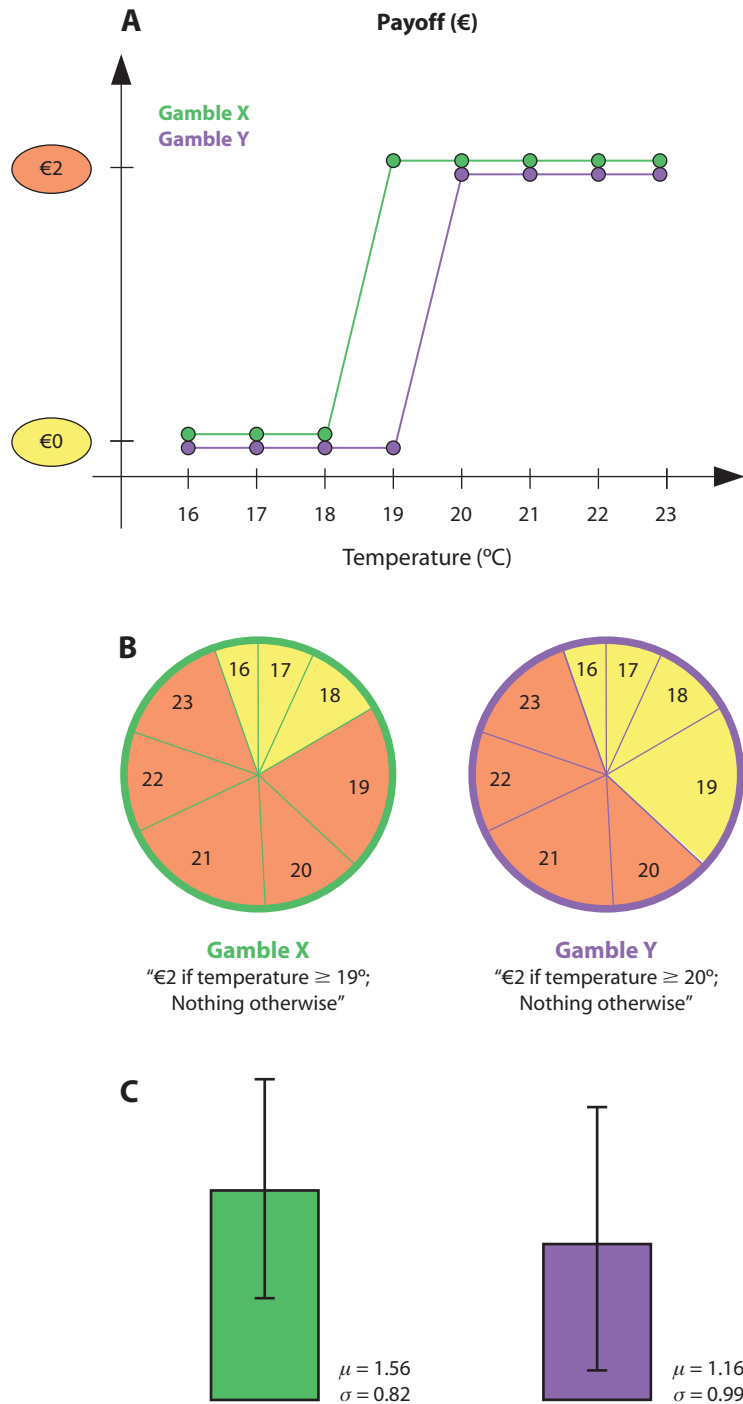 A
Payoff (€)
Gamble X
Gamble Y
€2
€0
16 17 18 19 20 21 22 23
Temperature (ºC)
B
16 17 18 19 20 21 22 23
16 17 18 19 20 21 22 23
Gamble X
“€2 if temperature ≥ 19º;
Nothing otherwise”
Gamble Y
“€2 if temperature ≥ 20º;
Nothing otherwise”
C
μ = 1.56
σ = 0.82
μ = 1.16
σ = 0.99